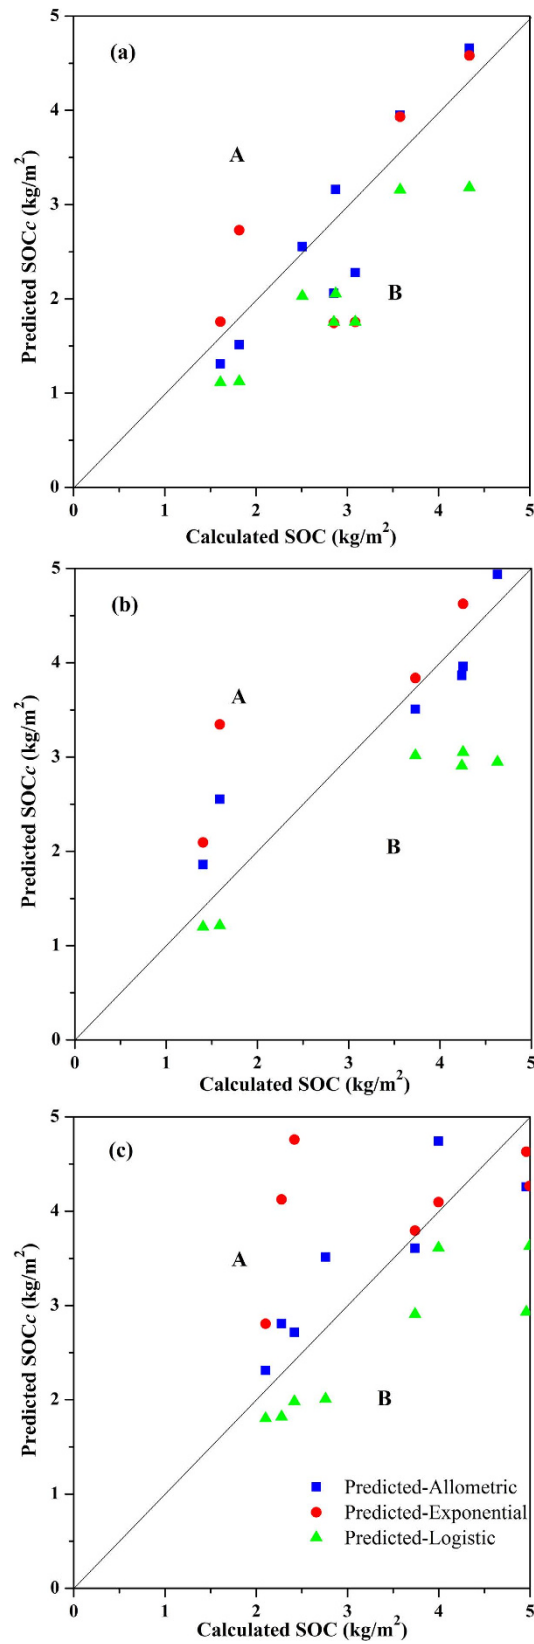 (a)
A
B
Predicted SOCc (kg/m²)
5
4
3
2
1
0
0 1 2 3 4 5
Calculated SOC (kg/m²)
(b)
A
B
Predicted SOCc (kg/m²)
5
4
3
2
1
0
0 1 2 3 4 5
Calculated SOC (kg/m²)
(c)
A
B
Predicted SOCc (kg/m²)
5
4
3
2
1
0
Predicted-Allometric
Predicted-Exponential
Predicted-Logistic
0 1 2 3 4 5
Calculated SOC (kg/m²)